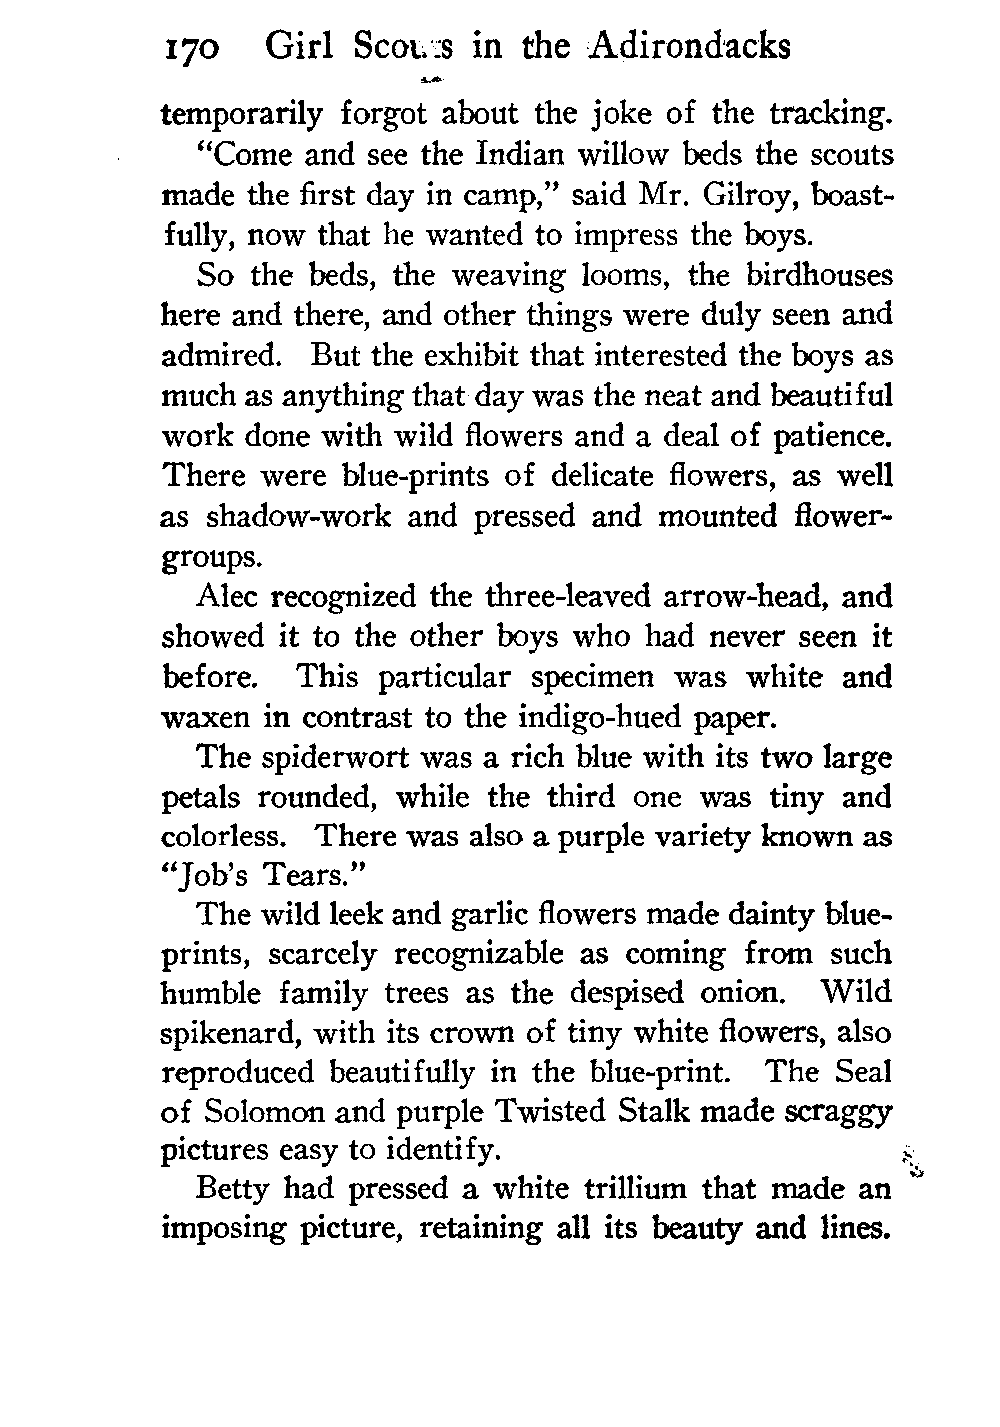 170 Girl Scouts in the Adirondacks
temporarily forgot about the joke of the tracking.
“Come and see the Indian willow beds the scouts
made the first day in camp,” said Mr. Gilroy, boast-
fully, now that he wanted to impress the boys.
So the beds, the weaving looms, the birdhouses
here and there, and other things were duly seen and
admired. But the exhibit that interested the boys as
much as anything that day was the neat and beautiful
work done with wild flowers and a deal of patience.
There were blue-prints of delicate flowers, as well
as shadow-work and pressed and mounted flower-
groups.
Alec recognized the three-leaved arrow-head, and
showed it to the other boys who had never seen it
before. This particular specimen was white and
waxen in contrast to the indigo-hued paper.
The spiderwort was a rich blue with its two large
petals rounded, while the third one was tiny and
colorless. There was also a purple variety known as
“Job’s Tears.”
The wild leek and garlic flowers made dainty blue-
prints, scarcely recognizable as coming from such
humble family trees as the despised onion. Wild
spikenard, with its crown of tiny white flowers, also
reproduced beautifully in the blue-print. The Seal
of Solomon and purple Twisted Stalk made scraggy
pictures easy to identify.
Betty had pressed a white trillium that made an
imposing picture, retaining all its beauty and lines.